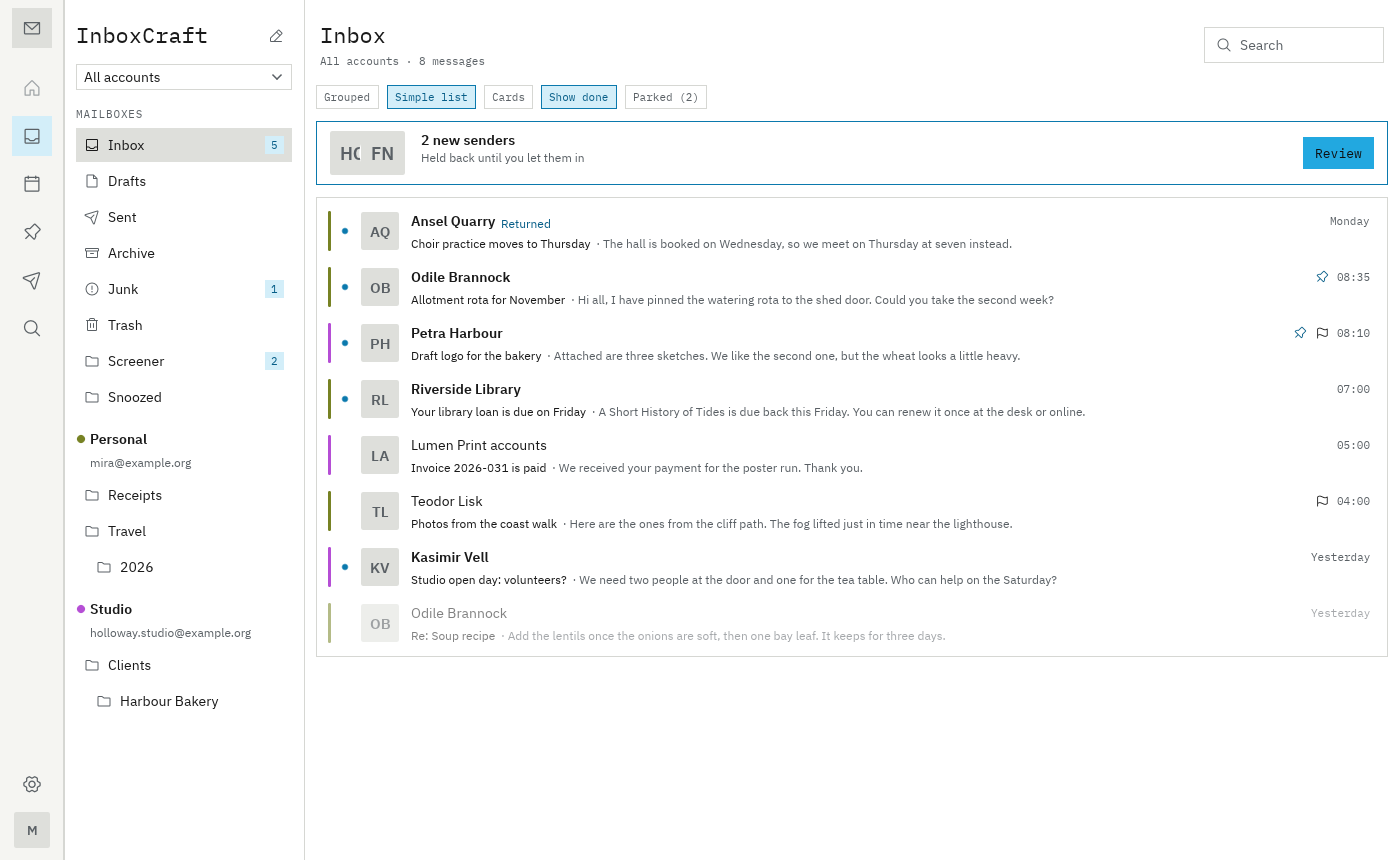 InboxCraft
All accounts
MAILBOXES
Inbox 5
Drafts
Sent
Archive
Junk 1
Trash
Screener 2
Snoozed
Personal
mira@example.org
Receipts
Travel
2026
Studio
holloway.studio@example.org
Clients
Harbour Bakery
M
Inbox
All accounts · 8 messages
Search
Grouped Simple list Cards Show done Parked (2)
FN
2 new senders
Held back until you let them in
Review
AQ
Ansel Quarry Returned Monday
Choir practice moves to Thursday · The hall is booked on Wednesday, so we meet on Thursday at seven instead.
OB
Odile Brannock 08:35
Allotment rota for November · Hi all, I have pinned the watering rota to the shed door. Could you take the second week?
PH
Petra Harbour 08:10
Draft logo for the bakery · Attached are three sketches. We like the second one, but the wheat looks a little heavy.
RL
Riverside Library 07:00
Your library loan is due on Friday · A Short History of Tides is due back this Friday. You can renew it once at the desk or online.
LA
Lumen Print accounts 05:00
Invoice 2026-031 is paid · We received your payment for the poster run. Thank you.
TL
Teodor Lisk 04:00
Photos from the coast walk · Here are the ones from the cliff path. The fog lifted just in time near the lighthouse.
KV
Kasimir Vell Yesterday
Studio open day: volunteers? · We need two people at the door and one for the tea table. Who can help on the Saturday?
OB
Odile Brannock Yesterday
Re: Soup recipe · Add the lentils once the onions are soft, then one bay leaf. It keeps for three days.